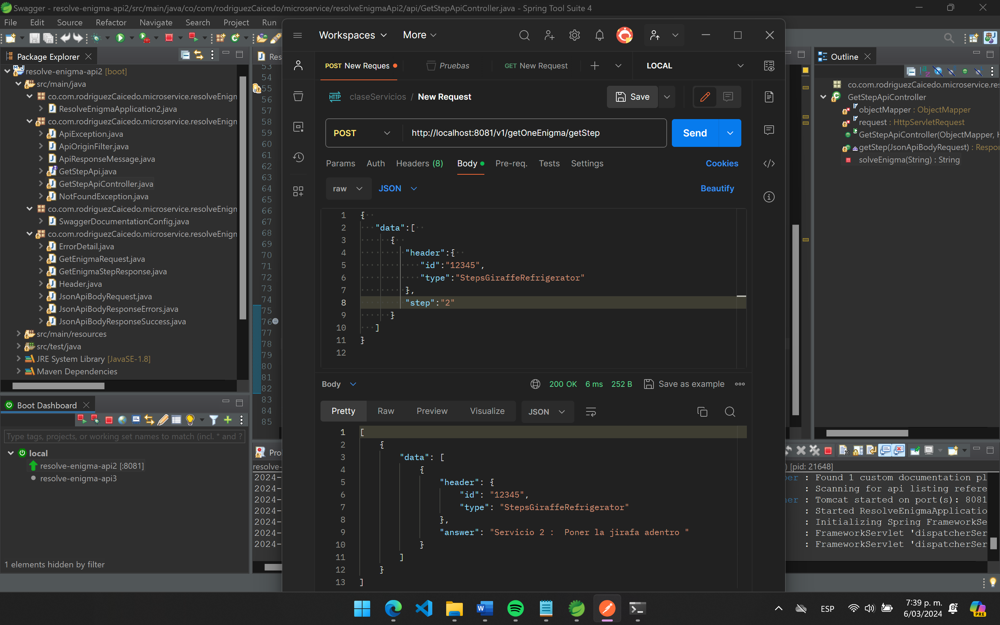 Swagger - resolve-enigma-api2/src/main/java/co/com/rodriguezCaicedo/microservice/resolveEnigmaApi2/api/GetStepApiController.java - Spring Tool Suite 4
File Edit Source Refactor Navigate Search Project Run
Package Explorer
resolve-enigma-api2 [boot]
src/main/java
co.com.rodriguezCaicedo.microservice.resolveEnigm
ResolveEnigmaApplication2.java
co.com.rodriguezCaicedo.microservice.resolveEnigm
ApiException.java
ApiOriginFilter.java
ApiResponseMessage.java
GetStepApi.java
GetStepApiController.java
NotFoundException.java
co.com.rodriguezCaicedo.microservice.resolveEnigm
SwaggerDocumentationConfig.java
co.com.rodriguezCaicedo.microservice.resolveEnigm
ErrorDetail.java
GetEnigmaRequest.java
GetEnigmaStepResponse.java
Header.java
JsonApiBodyRequest.java
JsonApiBodyResponseErrors.java
JsonApiBodyResponseSuccess.java
src/main/resources
src/test/java
JRE System Library [JavaSE-1.8]
Maven Dependencies
Boot Dashboard
Type tags, projects, or working set names to match (incl. * and ?
local
resolve-enigma-api2 [:8081]
resolve-enigma-api3
1 elements hidden by filter
Res
53
54
55
56
57
58
59
60
61
62
63
64
65
66
67
68
69
70
71
72
73
74
75
76
77
78
79
80
81
82
83
84
85
Pro
resolve-
2024-
2024-
2024-
2024-
2024-
2024-
2024-
Workspaces More
POST New Reques Pruebas GET New Request LOCAL
HTTP claseServicios / New Request Save
POST http://localhost:8081/v1/getOneEnigma/getStep Send
Params Auth Headers (8) Body Pre-req. Tests Settings Cookies
raw JSON Beautify
1 {
2 "data":[
3 {
4 "header":{
5 "id":"12345",
6 "type":"StepsGiraffeRefrigerator"
7 },
8 "step":"2"
9 }
10 ]
11 }
12
Body 200 OK 6 ms 252 B Save as example
Pretty Raw Preview Visualize JSON
1 [
2 {
3 "data": [
4 {
5 "header": {
6 "id": "12345",
7 "type": "StepsGiraffeRefrigerator"
8 },
9 "answer": "Servicio 2 :  Poner la jirafa adentro "
10 }
11 ]
12 }
13 ]
Outline
co.com.rodriguezCaicedo.microservice.re
GetStepApiController
objectMapper : ObjectMapper
request : HttpServletRequest
GetStepApiController(ObjectMapper, H
getStep(JsonApiBodyRequest) : Respor
solveEnigma(String) : String
) [pid: 21648]
per : Found 1 custom documentation pl
: Scanning for api listing refere
ner : Tomcat started on port(s): 8081
: Started ResolveEnigmaApplicatio
: Initializing Spring FrameworkSe
: FrameworkServlet 'dispatcherSer
: FrameworkServlet 'dispatcherSer
ESP
7:39 p. m.
6/03/2024
PRE